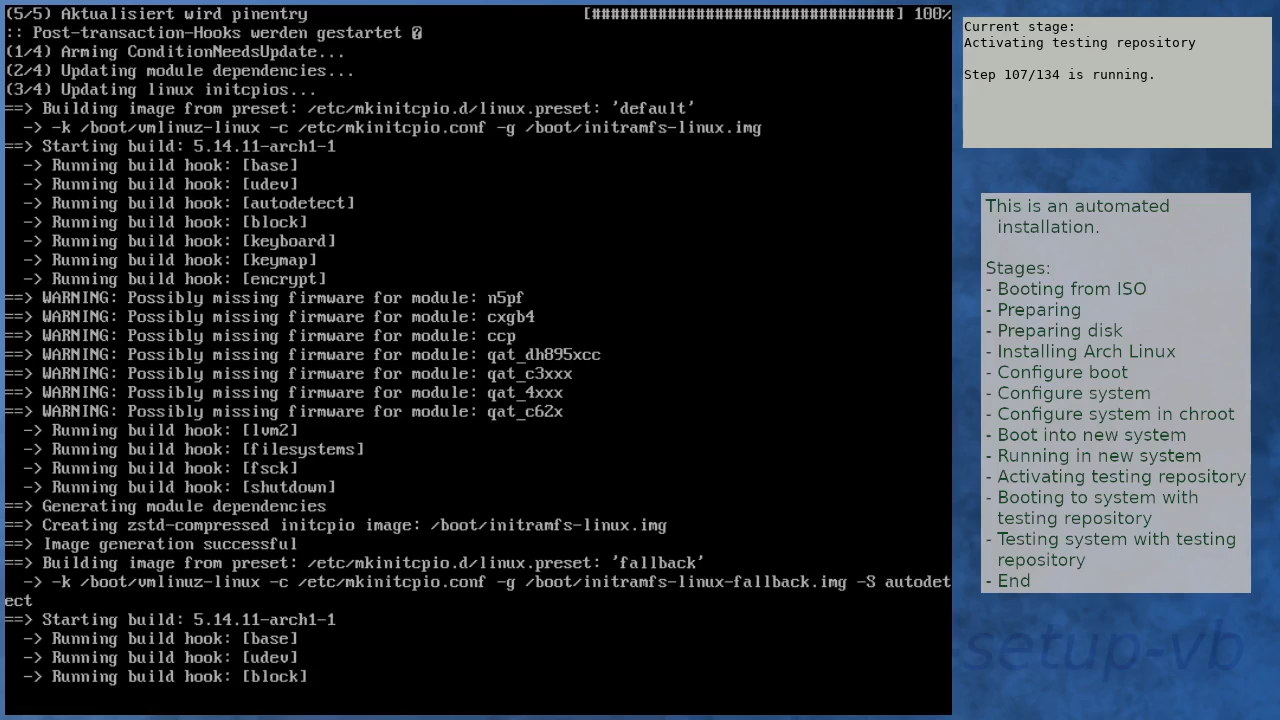 (5/5) Aktualisiert wird pinentry [################################] 100%
:: Post-transaction-Hooks werden gestartet �
(1/4) Arming ConditionNeedsUpdate...
(2/4) Updating module dependencies...
(3/4) Updating linux initcpios...
==> Building image from preset: /etc/mkinitcpio.d/linux.preset: 'default'
  -> -k /boot/vmlinuz-linux -c /etc/mkinitcpio.conf -g /boot/initramfs-linux.img
==> Starting build: 5.14.11-arch1-1
  -> Running build hook: [base]
  -> Running build hook: [udev]
  -> Running build hook: [autodetect]
  -> Running build hook: [block]
  -> Running build hook: [keyboard]
  -> Running build hook: [keymap]
  -> Running build hook: [encrypt]
==> WARNING: Possibly missing firmware for module: n5pf
==> WARNING: Possibly missing firmware for module: cxgb4
==> WARNING: Possibly missing firmware for module: ccp
==> WARNING: Possibly missing firmware for module: qat_dh895xcc
==> WARNING: Possibly missing firmware for module: qat_c3xxx
==> WARNING: Possibly missing firmware for module: qat_4xxx
==> WARNING: Possibly missing firmware for module: qat_c62x
  -> Running build hook: [lvm2]
  -> Running build hook: [filesystems]
  -> Running build hook: [fsck]
  -> Running build hook: [shutdown]
==> Generating module dependencies
==> Creating zstd-compressed initcpio image: /boot/initramfs-linux.img
==> Image generation successful
==> Building image from preset: /etc/mkinitcpio.d/linux.preset: 'fallback'
  -> -k /boot/vmlinuz-linux -c /etc/mkinitcpio.conf -g /boot/initramfs-linux-fallback.img -S autodet
ect
==> Starting build: 5.14.11-arch1-1
  -> Running build hook: [base]
  -> Running build hook: [udev]
  -> Running build hook: [block]
Current stage:
Activating testing repository
Step 107/134 is running.
This is an automated
installation.
Stages:
- Booting from ISO
- Preparing
- Preparing disk
- Installing Arch Linux
- Configure boot
- Configure system
- Configure system in chroot
- Boot into new system
- Running in new system
- Activating testing repository
- Booting to system with
testing repository
- Testing system with testing
repository
- End
-setup-vb